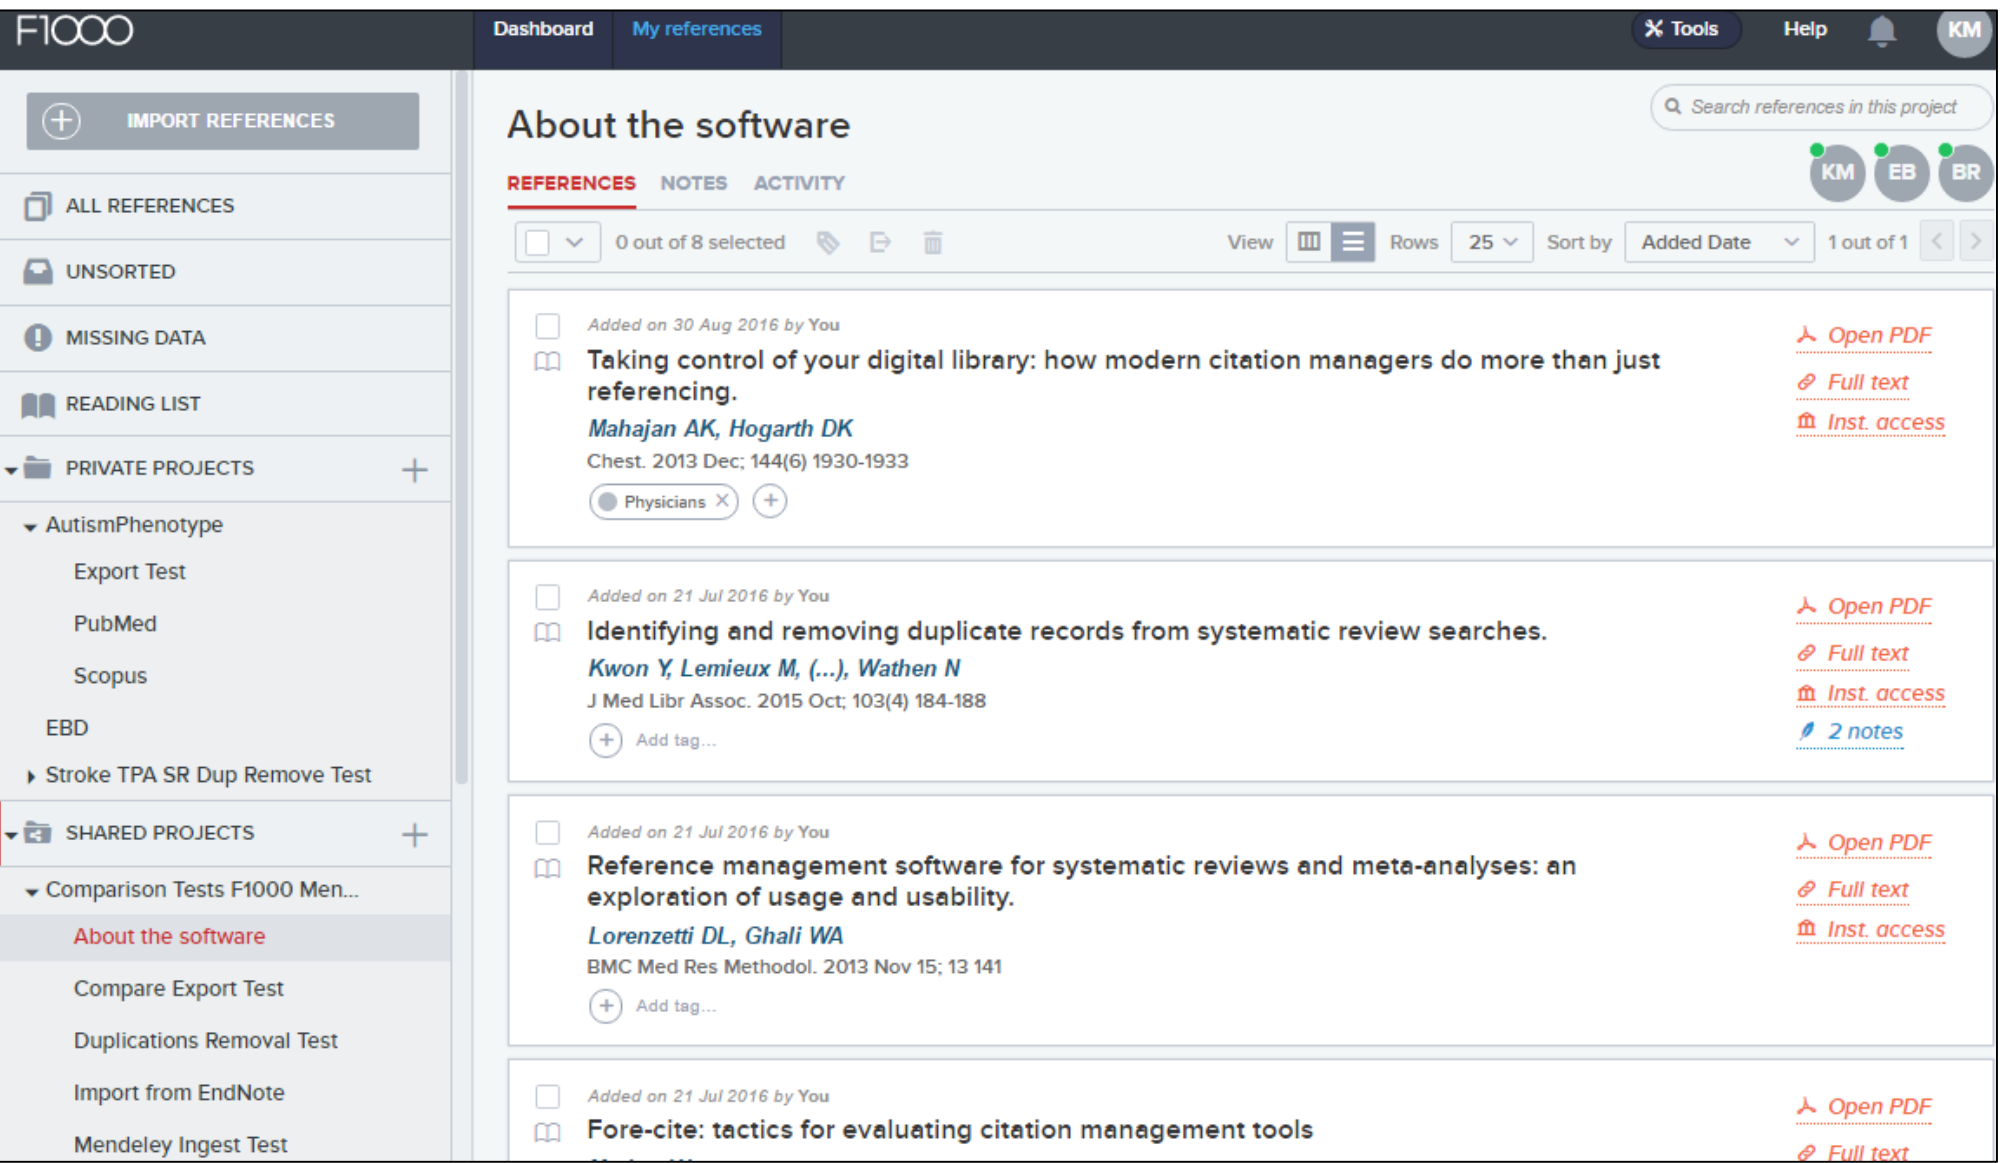 F1000
Dashboard
My references
Tools
Help
KM
IMPORT REFERENCES
ALL REFERENCES
UNSORTED
MISSING DATA
READING LIST
PRIVATE PROJECTS
AutismPhenotype
Export Test
PubMed
Scopus
EBD
Stroke TPA SR Dup Remove Test
SHARED PROJECTS
Comparison Tests F1000 Men...
About the software
Compare Export Test
Duplications Removal Test
Import from EndNote
Mendeley Ingest Test
About the software
Search references in this project
KM EB BR
REFERENCES NOTES ACTIVITY
0 out of 8 selected
View
Rows 25
Sort by Added Date
1 out of 1
Added on 30 Aug 2016 by You
Taking control of your digital library: how modern citation managers do more than just
referencing.
Mahajan AK, Hogarth DK
Chest. 2013 Dec; 144(6) 1930-1933
Physicians
Open PDF
Full text
Inst. access
Added on 21 Jul 2016 by You
Identifying and removing duplicate records from systematic review searches.
Kwon Y, Lemieux M, (...), Wathen N
J Med Libr Assoc. 2015 Oct; 103(4) 184-188
Add tag...
Open PDF
Full text
Inst. access
2 notes
Added on 21 Jul 2016 by You
Reference management software for systematic reviews and meta-analyses: an
exploration of usage and usability.
Lorenzetti DL, Ghali WA
BMC Med Res Methodol. 2013 Nov 15; 13 141
Add tag...
Open PDF
Full text
Inst. access
Added on 21 Jul 2016 by You
Fore-cite: tactics for evaluating citation management tools
Open PDF
Full text